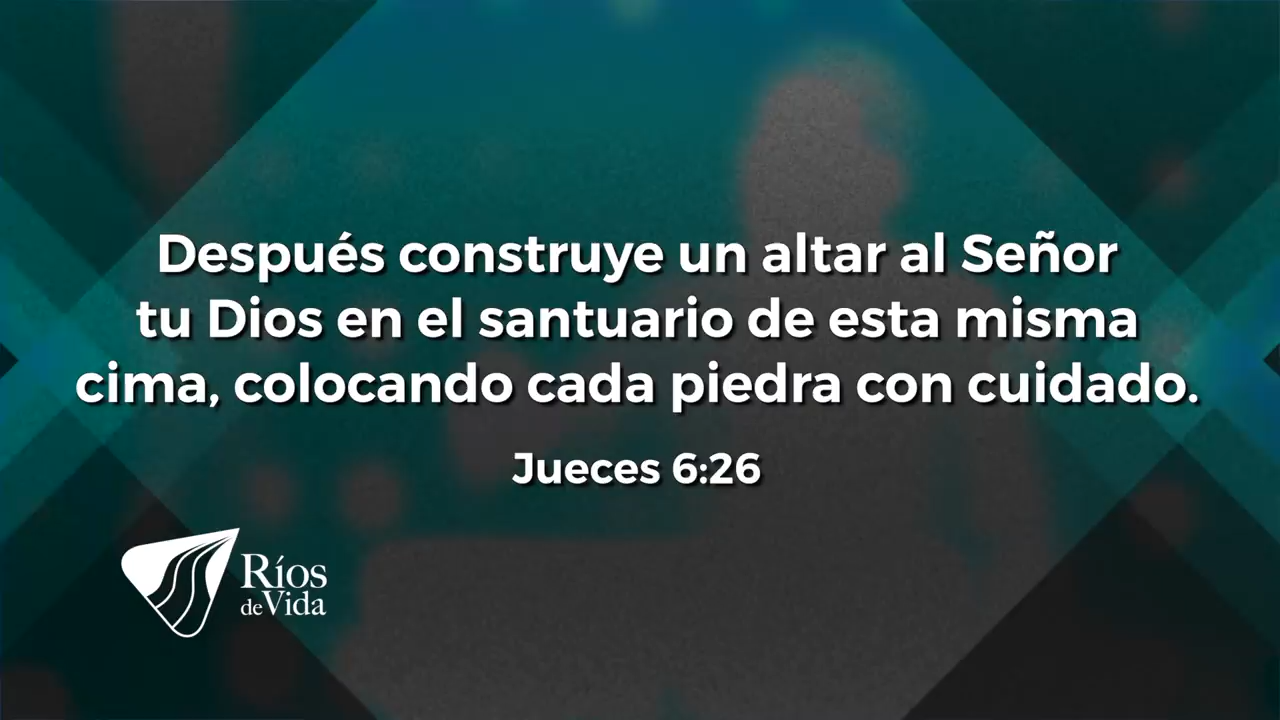 Después construye un altar al Señor
tu Dios en el santuario de esta misma
cima, colocando cada piedra con cuidado.
Jueces 6:26
Ríos
de Vida